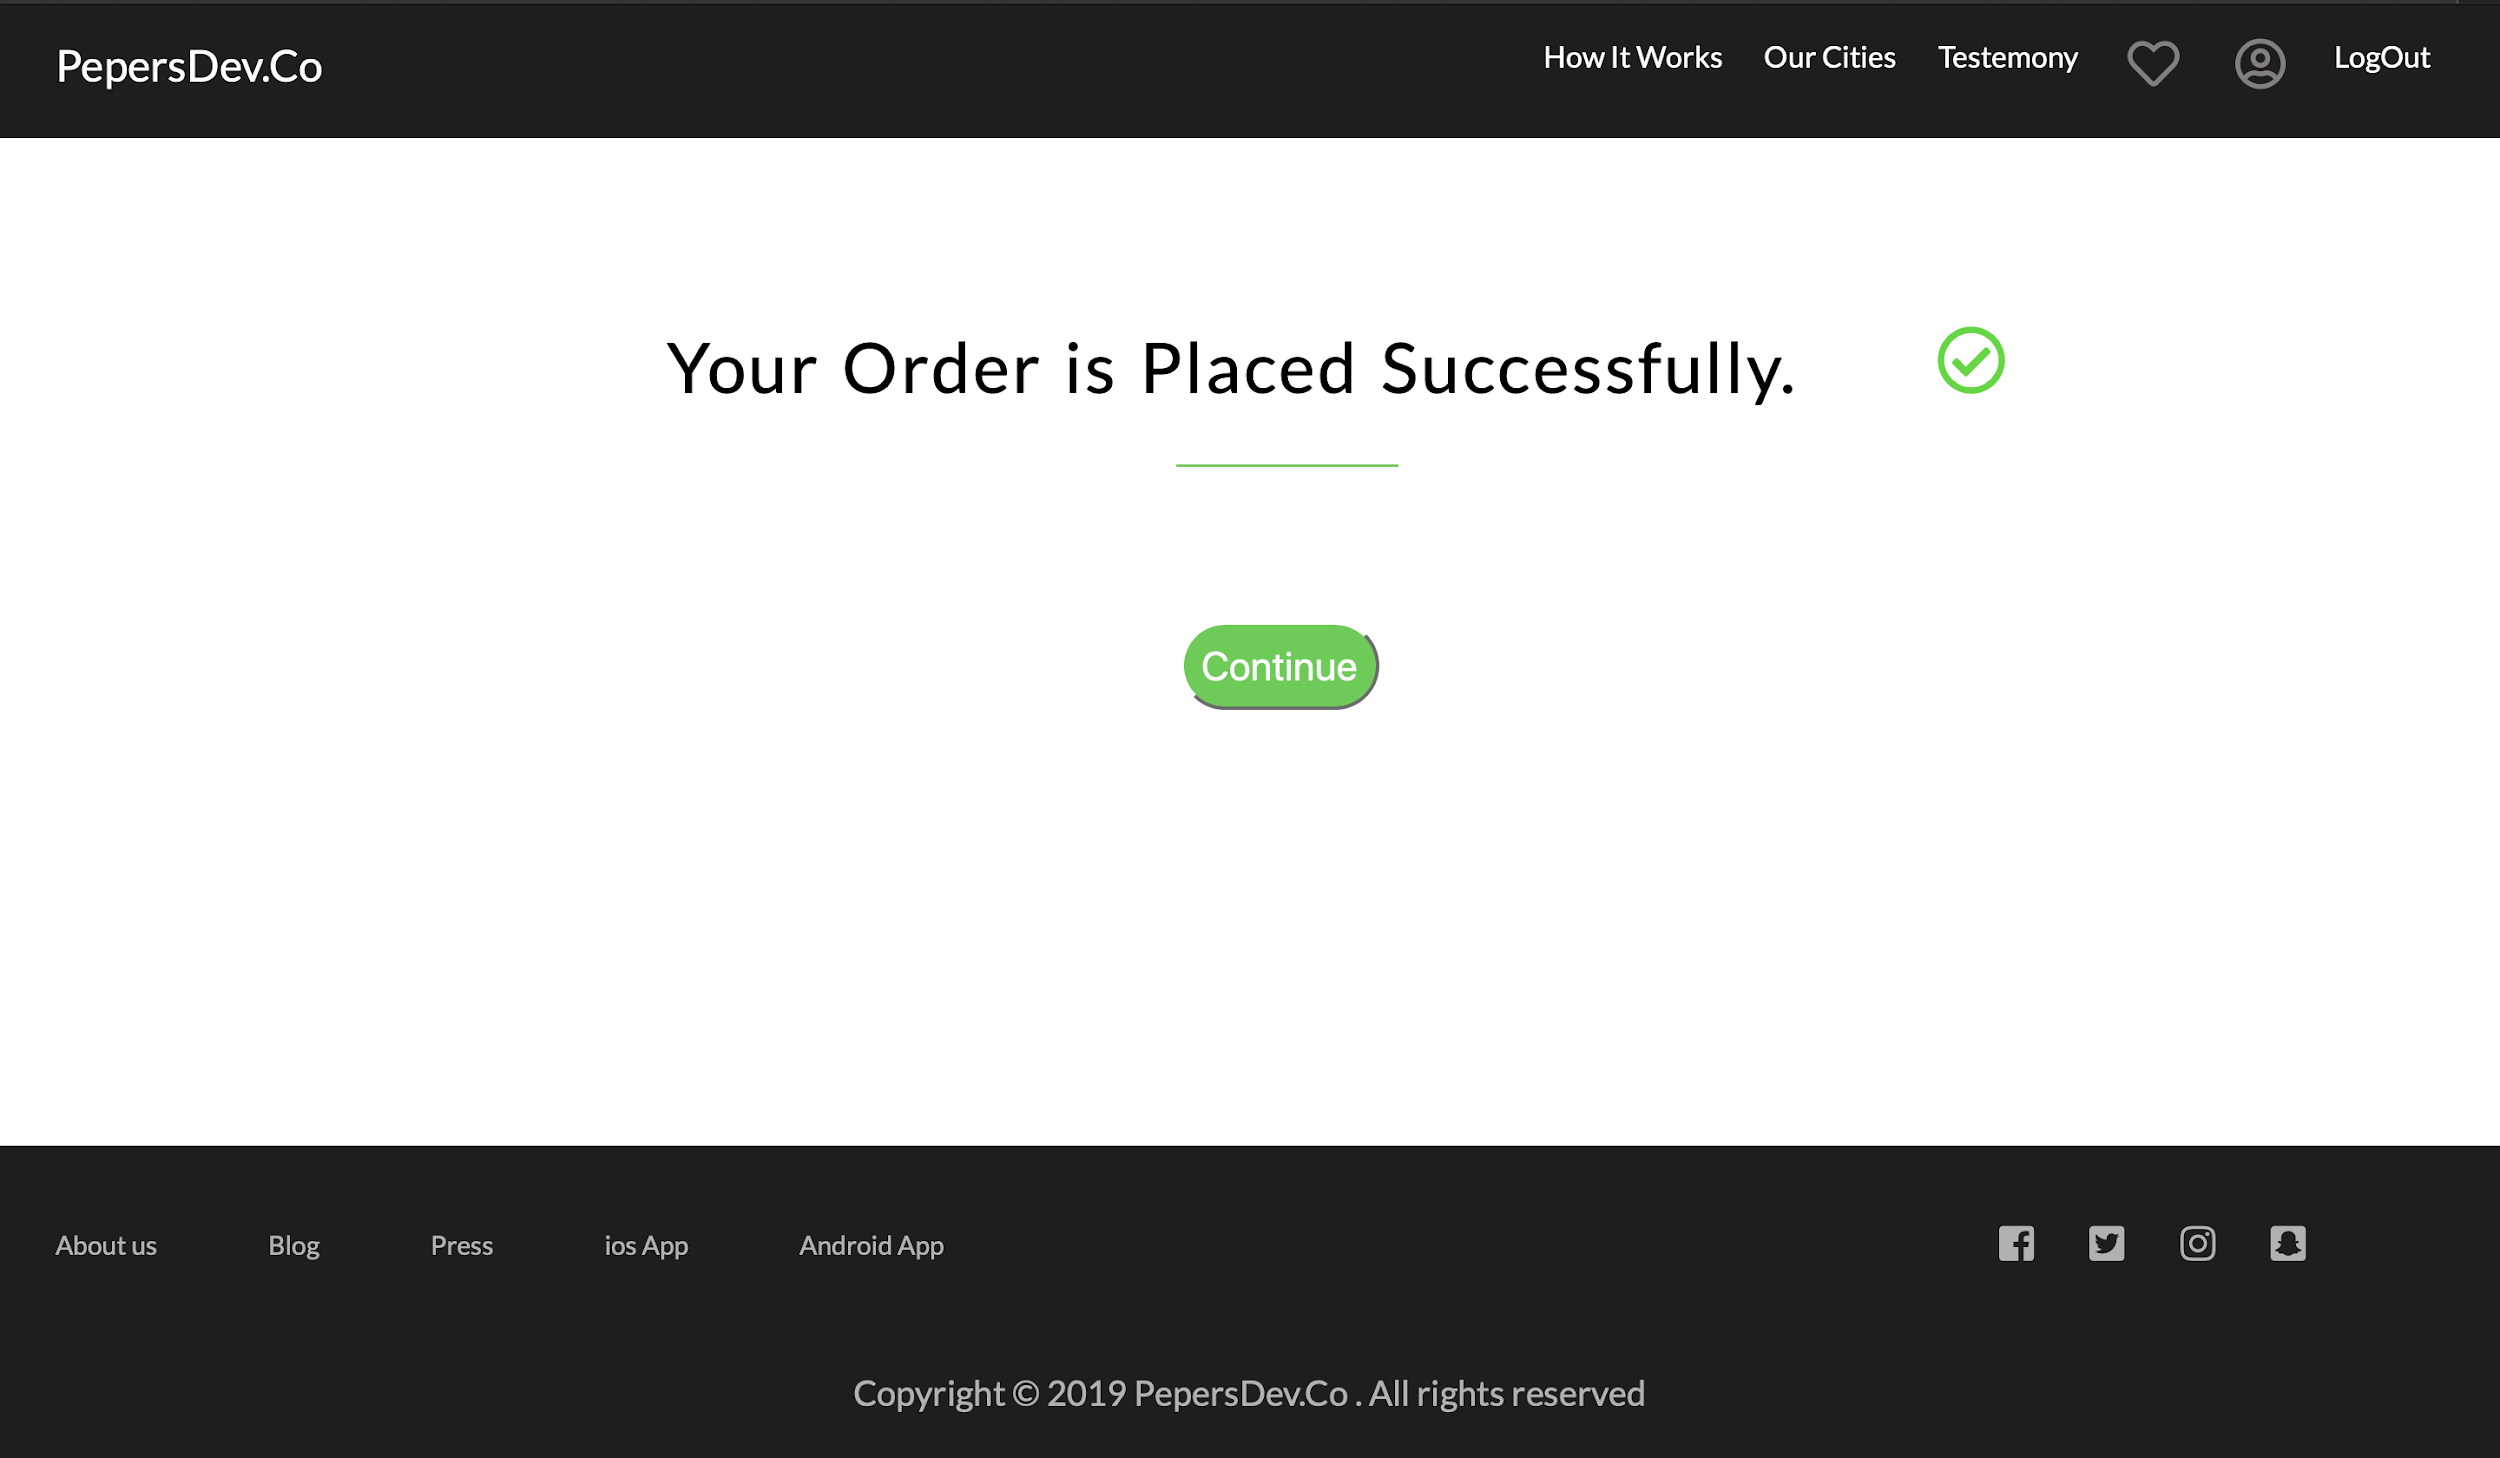 PepersDev.Co
How It Works Our Cities Testemony LogOut
Your Order is Placed Successfully.
Continue
About us Blog Press ios App Android App
Copyright © 2019 PepersDev.Co . All rights reserved